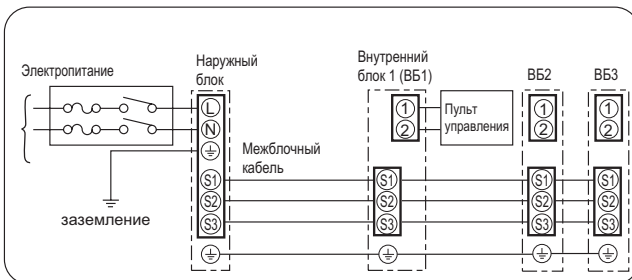 Электропитание
Наружный
блок
Внутренний
блок 1 (ВБ1)
ВБ2
ВБ3
L
N
1
2
Пульт
управления
1
2
1
2
Межблочный
кабель
заземление
S1
S2
S3
S1
S2
S3
S1
S2
S3
S1
S2
S3